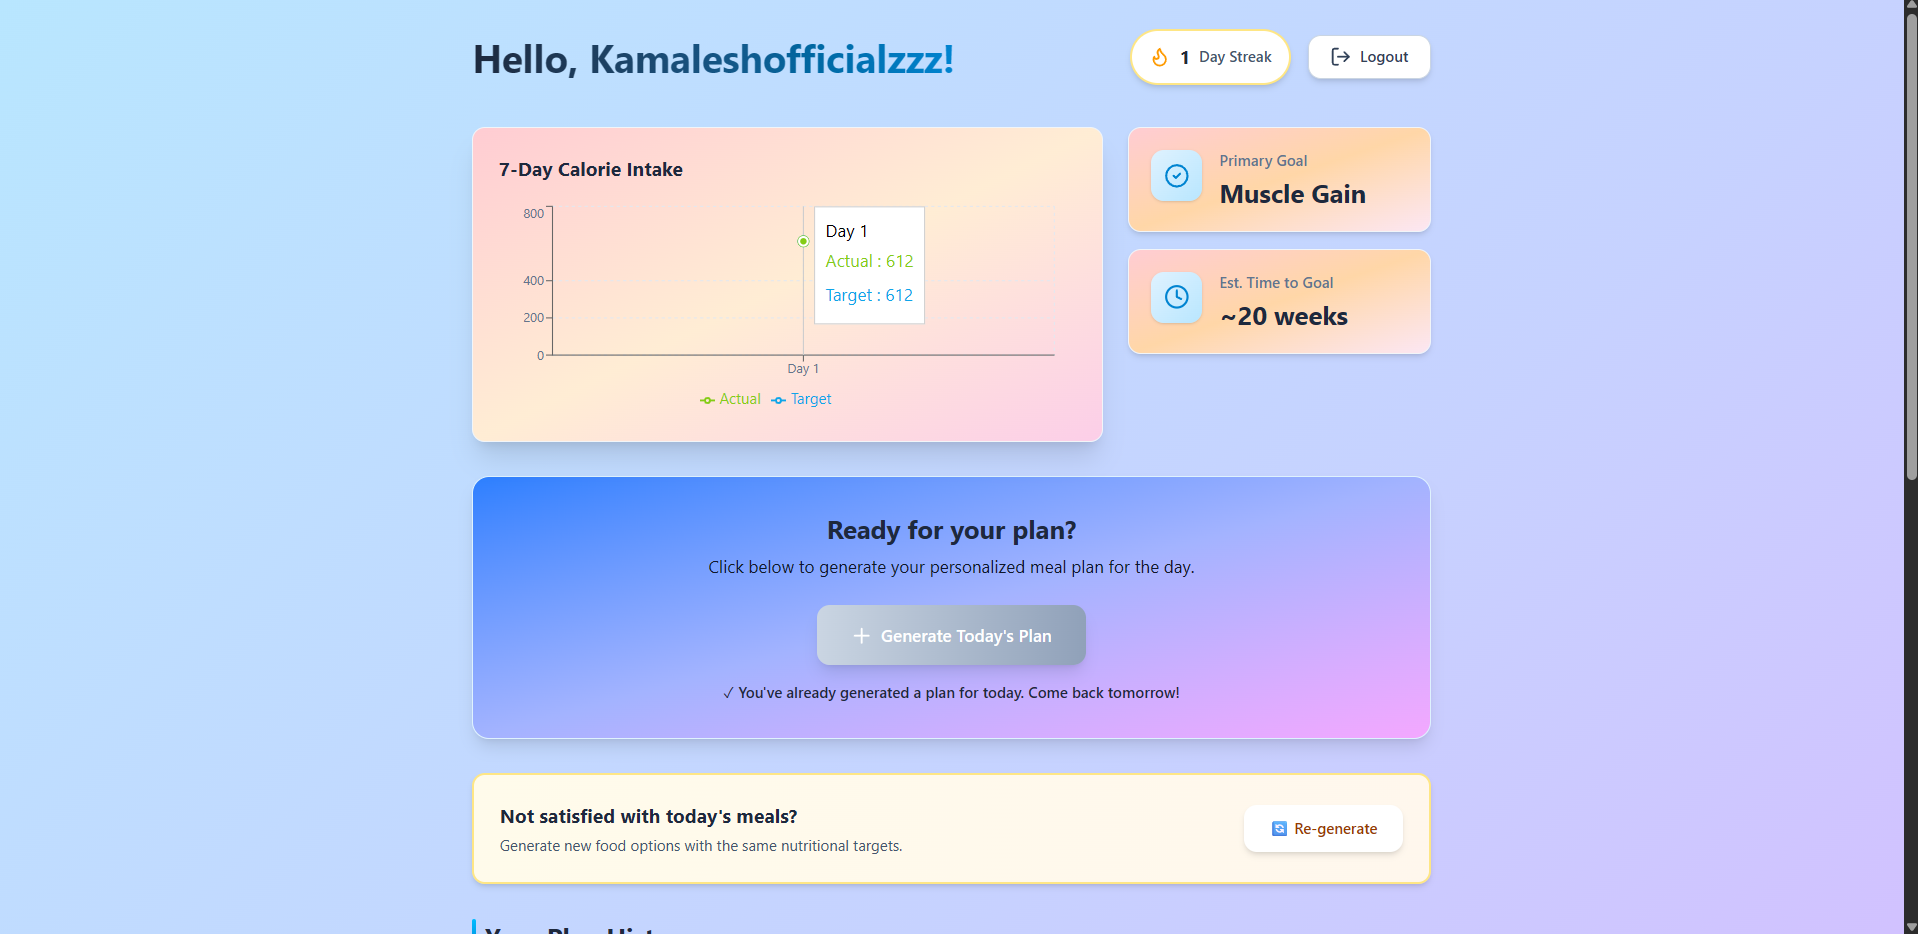 Hello, Kamaleshofficialzzz!
1 Day Streak
Logout
7-Day Calorie Intake
800
400
200
0
Day 1
Actual : 612
Target : 612
Day 1
Actual Target
Primary Goal
Muscle Gain
Est. Time to Goal
~20 weeks
Ready for your plan?
Click below to generate your personalized meal plan for the day.
Generate Today's Plan
✓ You've already generated a plan for today. Come back tomorrow!
Not satisfied with today's meals?
Generate new food options with the same nutritional targets.
Re-generate